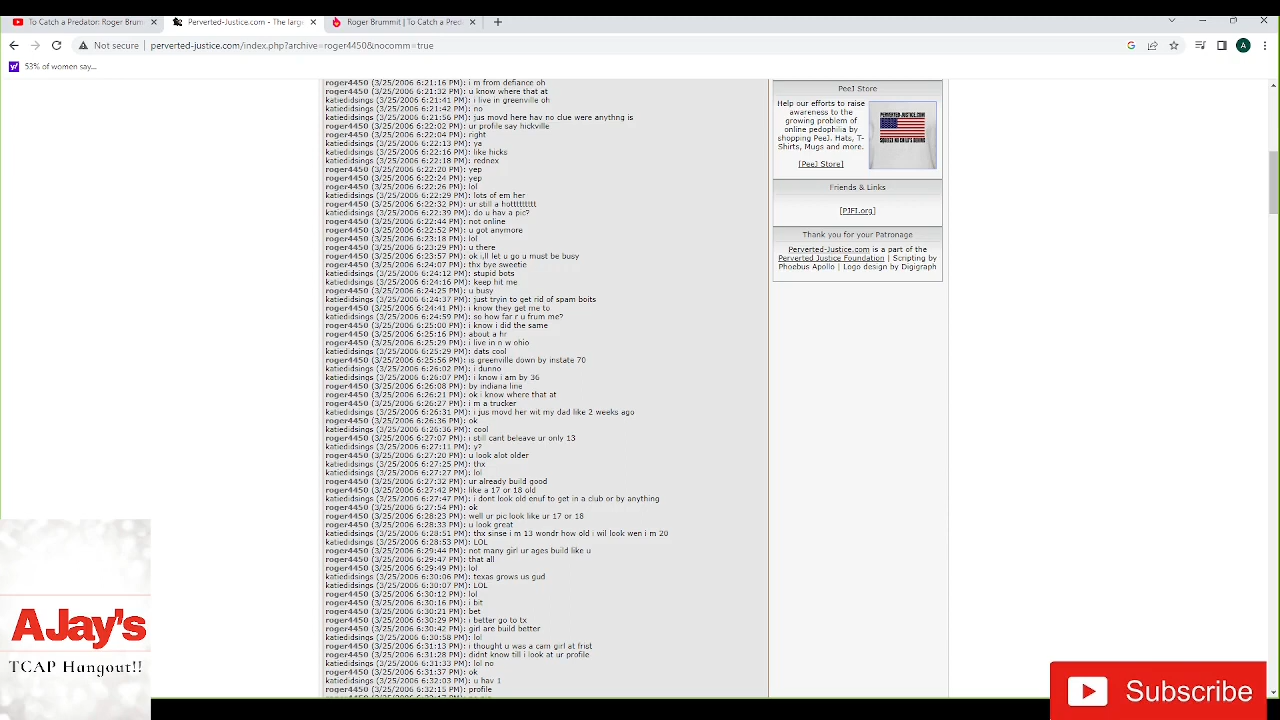 To Catch a Predator: Roger Brum
Perverted-Justice.com - The larg
Roger Brummit | To Catch a Pred
Not secure
perverted-justice.com/index.php?archive=roger4450&nocomm=true
A
53% of women say...
roger4450 (3/25/2006 6:21:16 PM): i m from defiance oh
roger4450 (3/25/2006 6:21:32 PM): u know where that at
katiedidsings (3/25/2006 6:21:41 PM): i live in greenville oh
katiedidsings (3/25/2006 6:21:42 PM): no
katiedidsings (3/25/2006 6:21:56 PM): jus movd here hav no clue were anythng is
roger4450 (3/25/2006 6:22:02 PM): ur profile say hickville
roger4450 (3/25/2006 6:22:04 PM): right
katiedidsings (3/25/2006 6:22:13 PM): ya
katiedidsings (3/25/2006 6:22:16 PM): like hicks
katiedidsings (3/25/2006 6:22:18 PM): rednex
roger4450 (3/25/2006 6:22:20 PM): yep
roger4450 (3/25/2006 6:22:24 PM): yep
roger4450 (3/25/2006 6:22:26 PM): lol
katiedidsings (3/25/2006 6:22:29 PM): lots of em her
roger4450 (3/25/2006 6:22:32 PM): ur still a hotttttttttt
katiedidsings (3/25/2006 6:22:39 PM): do u hav a pic?
roger4450 (3/25/2006 6:22:44 PM): not online
roger4450 (3/25/2006 6:22:52 PM): u got anymore
roger4450 (3/25/2006 6:23:18 PM): lol
roger4450 (3/25/2006 6:23:29 PM): u there
roger4450 (3/25/2006 6:23:57 PM): ok i,ll let u go u must be busy
roger4450 (3/25/2006 6:24:07 PM): thx bye sweetie
katiedidsings (3/25/2006 6:24:12 PM): stupid bots
katiedidsings (3/25/2006 6:24:16 PM): keep hit me
roger4450 (3/25/2006 6:24:25 PM): u busy
katiedidsings (3/25/2006 6:24:37 PM): just tryin to get rid of spam boits
roger4450 (3/25/2006 6:24:41 PM): i know they get me to
katiedidsings (3/25/2006 6:24:59 PM): so how far r u frum me?
roger4450 (3/25/2006 6:25:00 PM): i know i did the same
roger4450 (3/25/2006 6:25:16 PM): about a hr
roger4450 (3/25/2006 6:25:29 PM): i live in n w ohio
katiedidsings (3/25/2006 6:25:29 PM): dats cool
roger4450 (3/25/2006 6:25:56 PM): is greenville down by instate 70
katiedidsings (3/25/2006 6:26:02 PM): i dunno
katiedidsings (3/25/2006 6:26:07 PM): i know i am by 36
roger4450 (3/25/2006 6:26:08 PM): by indiana line
roger4450 (3/25/2006 6:26:21 PM): ok i know where that at
roger4450 (3/25/2006 6:26:27 PM): i m a trucker
katiedidsings (3/25/2006 6:26:31 PM): i jus movd her wit my dad like 2 weeks ago
roger4450 (3/25/2006 6:26:36 PM): ok
katiedidsings (3/25/2006 6:26:36 PM): cool
roger4450 (3/25/2006 6:27:07 PM): i still cant beleave ur only 13
katiedidsings (3/25/2006 6:27:11 PM): y?
roger4450 (3/25/2006 6:27:20 PM): u look alot older
katiedidsings (3/25/2006 6:27:25 PM): thx
katiedidsings (3/25/2006 6:27:27 PM): lol
roger4450 (3/25/2006 6:27:32 PM): ur already build good
roger4450 (3/25/2006 6:27:42 PM): like a 17 or 18 old
katiedidsings (3/25/2006 6:27:47 PM): i dont look old enuf to get in a club or by anything
roger4450 (3/25/2006 6:27:54 PM): ok
roger4450 (3/25/2006 6:28:23 PM): well ur pic look like ur 17 or 18
roger4450 (3/25/2006 6:28:33 PM): u look great
katiedidsings (3/25/2006 6:28:51 PM): thx sinse i m 13 wondr how old i wil look wen i m 20
katiedidsings (3/25/2006 6:28:53 PM): LOL
roger4450 (3/25/2006 6:29:44 PM): not many girl ur ages build like u
roger4450 (3/25/2006 6:29:47 PM): that all
roger4450 (3/25/2006 6:29:49 PM): lol
katiedidsings (3/25/2006 6:30:06 PM): texas grows us gud
katiedidsings (3/25/2006 6:30:07 PM): LOL
roger4450 (3/25/2006 6:30:12 PM): lol
roger4450 (3/25/2006 6:30:16 PM): i bit
roger4450 (3/25/2006 6:30:21 PM): bet
roger4450 (3/25/2006 6:30:29 PM): i better go to tx
roger4450 (3/25/2006 6:30:42 PM): girl are build better
katiedidsings (3/25/2006 6:30:58 PM): lol
roger4450 (3/25/2006 6:31:13 PM): i thought u was a cam girl at frist
roger4450 (3/25/2006 6:31:28 PM): didnt know till i look at ur profile
katiedidsings (3/25/2006 6:31:33 PM): lol no
roger4450 (3/25/2006 6:31:37 PM): ok
katiedidsings (3/25/2006 6:32:03 PM): u hav 1
roger4450 (3/25/2006 6:32:15 PM): profile
PeeJ Store
Help our efforts to raise
awareness to the
growing problem of
online pedophilia by
shopping PeeJ. Hats, T-
Shirts, Mugs and more.
[PeeJ Store]
PERVERTED-JUSTICE.COM
Friends & Links
[PJFI.org]
Thank you for your Patronage
Perverted-Justice.com is a part of the
Perverted Justice Foundation | Scripting by
Phoebus Apollo | Logo design by Digigraph
AJay's
TCAP Hangout!!
Subscribe